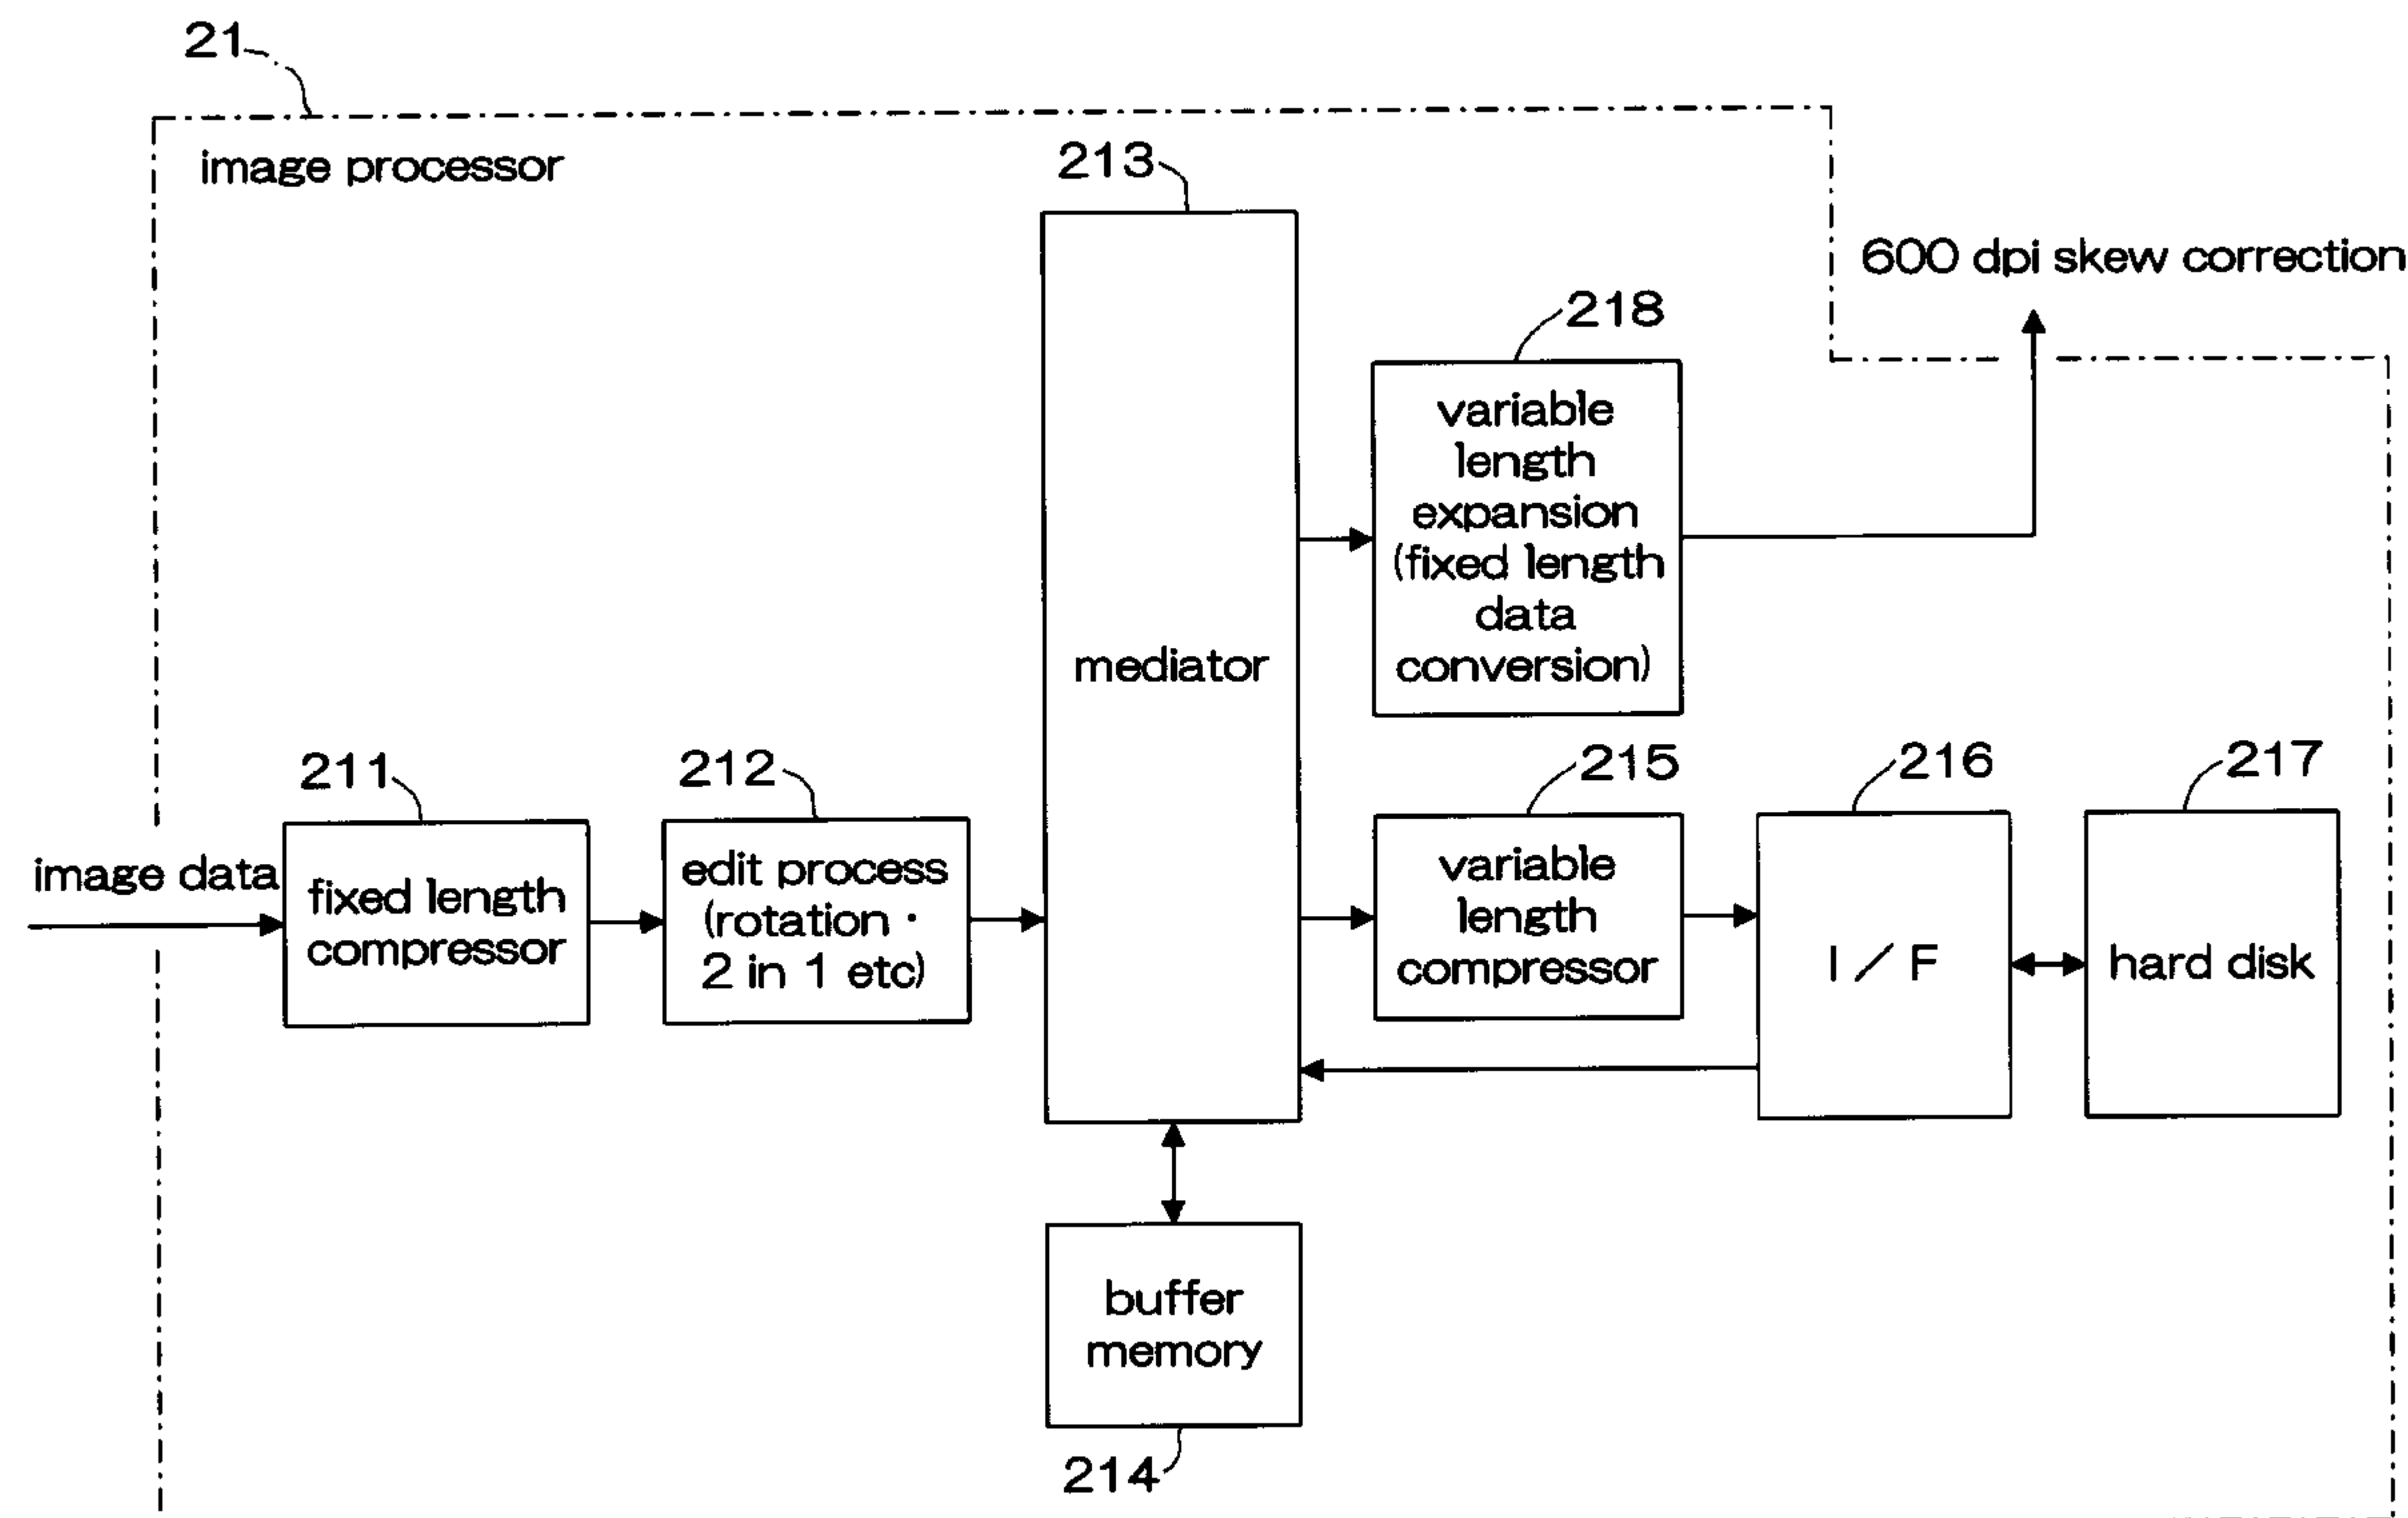 21
image processor
213
600 dpi skew correction
218
variable
length
expansion
(fixed length
data
conversion)
mediator
211
212
215
216
217
image data
fixed length
compressor
edit process
(rotation・
2 in 1 etc)
variable
length
compressor
I／F
hard disk
buffer
memory
214